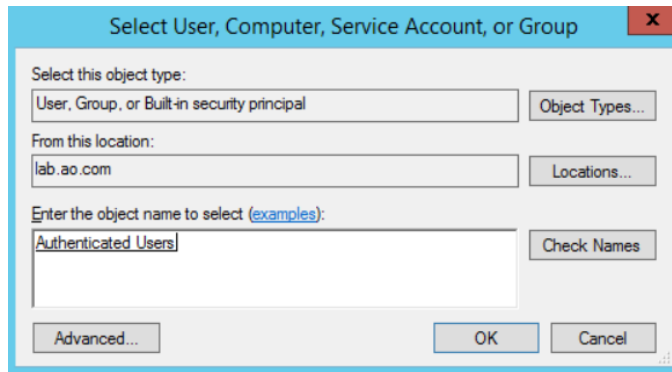 Select User, Computer, Service Account, or Group
x
Select this object type:
User, Group, or Built-in security principal
Object Types...
From this location:
lab.ao.com
Locations...
Enter the object name to select (examples):
Authenticated Users
Check Names
Advanced...
OK
Cancel